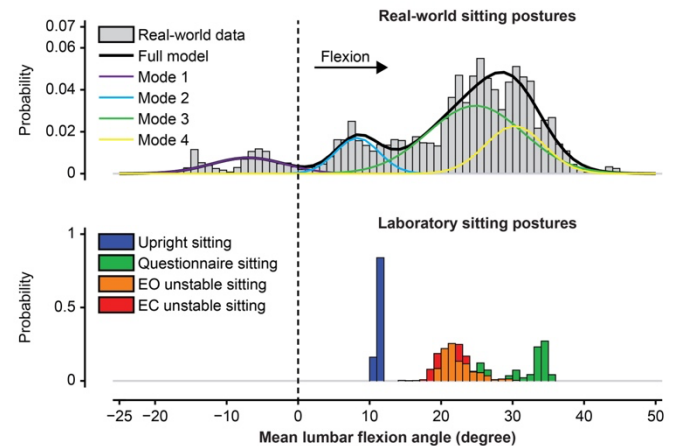 Real-world sitting postures
0.07
0.06
0.04
0.02
0
Probability
Real-world data
Full model
Mode 1
Mode 2
Mode 3
Mode 4
Flexion
Laboratory sitting postures
1
0.5
0
Probability
Upright sitting
Questionnaire sitting
EO unstable sitting
EC unstable sitting
−25 −20 −10 0 10 20 30 40 50
Mean lumbar flexion angle (degree)